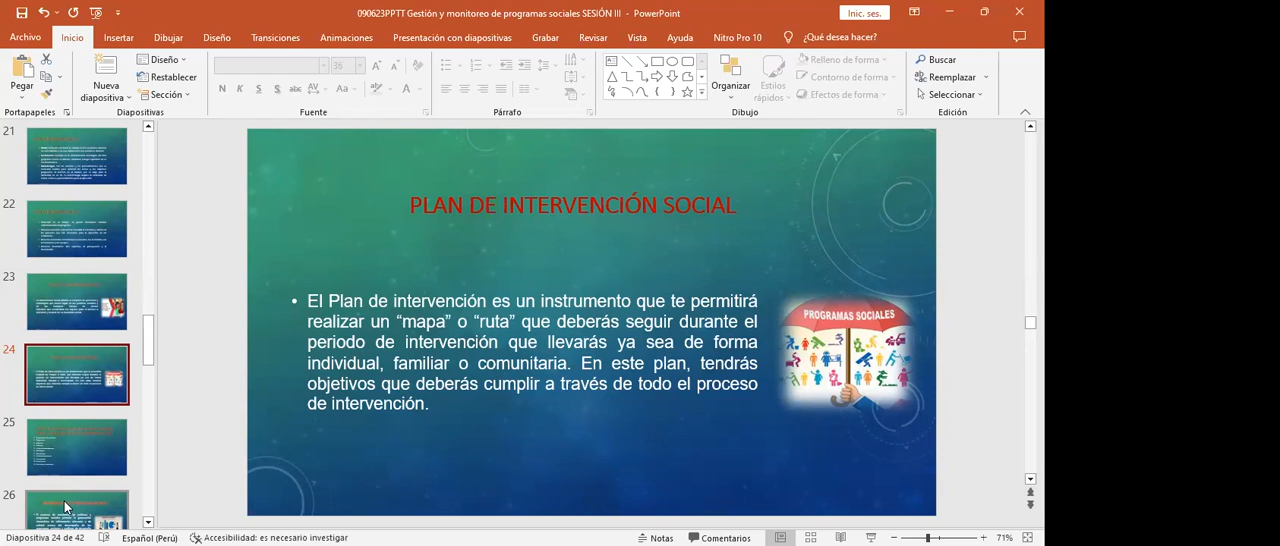 090623PPTT Gestión y monitoreo de programas sociales SESIÓN III - PowerPoint
Inic. ses.
Archivo Inicio Insertar Dibujar Diseño Transiciones Animaciones Presentación con diapositivas Grabar Revisar Vista Ayuda Nitro Pro 10 ¿Qué desea hacer?
Pegar
Nueva diapositiva
Diseño
Restablecer
Sección
36
N K S S abc AV Aa
Organizar
Estilos rápidos
Relleno de forma
Contorno de forma
Efectos de forma
Buscar
Reemplazar
Seleccionar
Portapapeles Diapositivas Fuente Párrafo Dibujo Edición
21
22
23
24
25
26
PLAN DE INTERVENCIÓN SOCIAL
• El Plan de intervención es un instrumento que te permitirá
realizar un “mapa” o “ruta” que deberás seguir durante el
periodo de intervención que llevarás ya sea de forma
individual, familiar o comunitaria. En este plan, tendrás
objetivos que deberás cumplir a través de todo el proceso
de intervención.
PROGRAMAS SOCIALES
Diapositiva 24 de 42 Español (Perú) Accesibilidad: es necesario investigar Notas Comentarios 71%